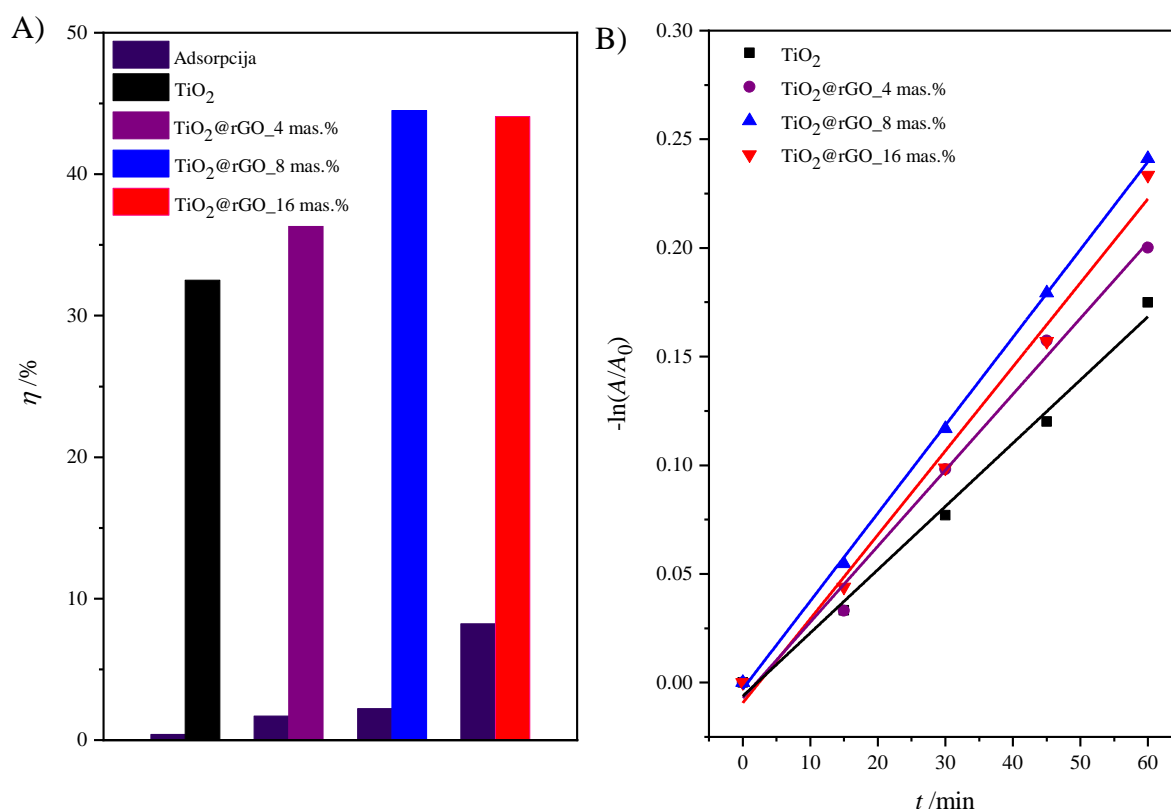 A)
50
40
30
20
10
0
η /%
Adsorpcija
TiO2
TiO2@rGO_4 mas.%
TiO2@rGO_8 mas.%
TiO2@rGO_16 mas.%
B)
0.30
0.25
0.20
0.15
0.10
0.05
0.00
-ln(A/A0)
TiO2
TiO2@rGO_4 mas.%
TiO2@rGO_8 mas.%
TiO2@rGO_16 mas.%
0 10 20 30 40 50 60
t /min